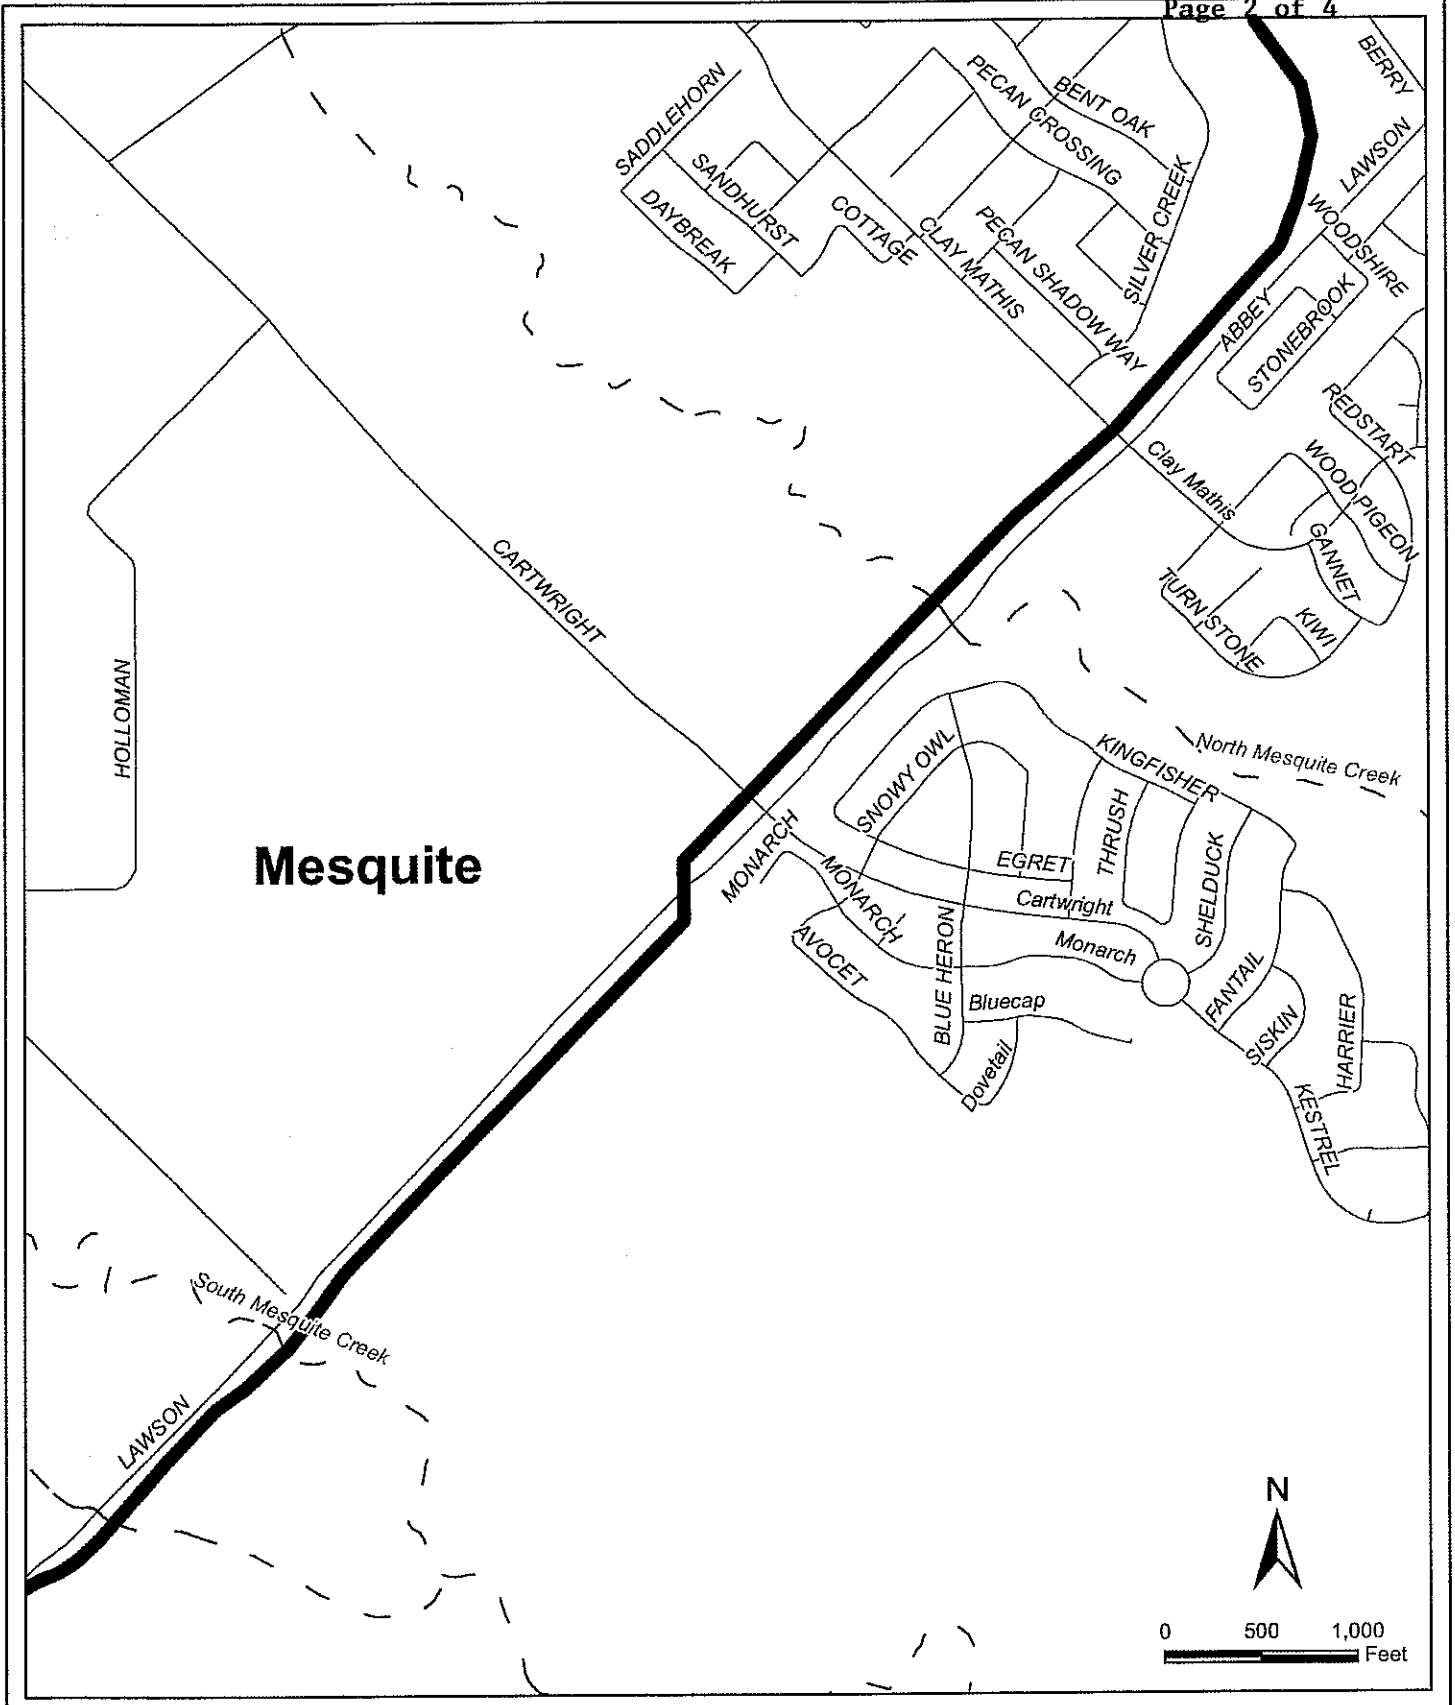 Page 2 of 4
BERRY
SADDLEHORN
PECAN CROSSING
BENT OAK
LAWSON
SANDHURST
DAYBREAK
COTTAGE
CLAY MATHIS
PECAN SHADOW WAY
SILVER CREEK
WOODSHIRE
ABBEY
STONEBROOK
REDSTART
Clay Mathis
WOOD PIGEON
GANNET
CARTWRIGHT
TURN STONE
KIWI
HOLLOMAN
SNOWY OWL
KINGFISHER
North Mesquite Creek
Mesquite
MONARCH
MONARCH
EGRET
THRUSH
SHELDUCK
Cartwright
AVOCET
BLUE HERON
Monarch
FANTAIL
Bluecap
SISKIN
HARRIER
Dovetail
KESTREL
South Mesquite Creek
LAWSON
N
0 500 1,000
Feet